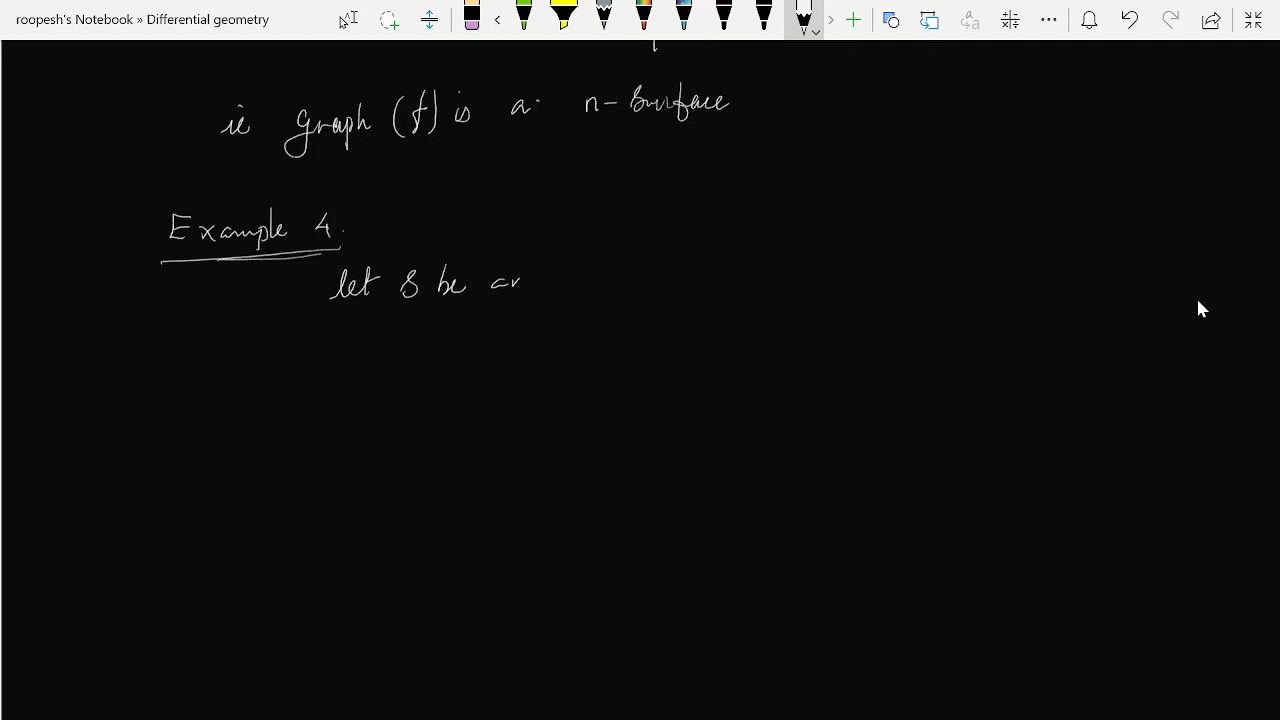 roopesh's Notebook » Differential geometry
ie graph (f) is a n-surface
Example 4.
let S be an